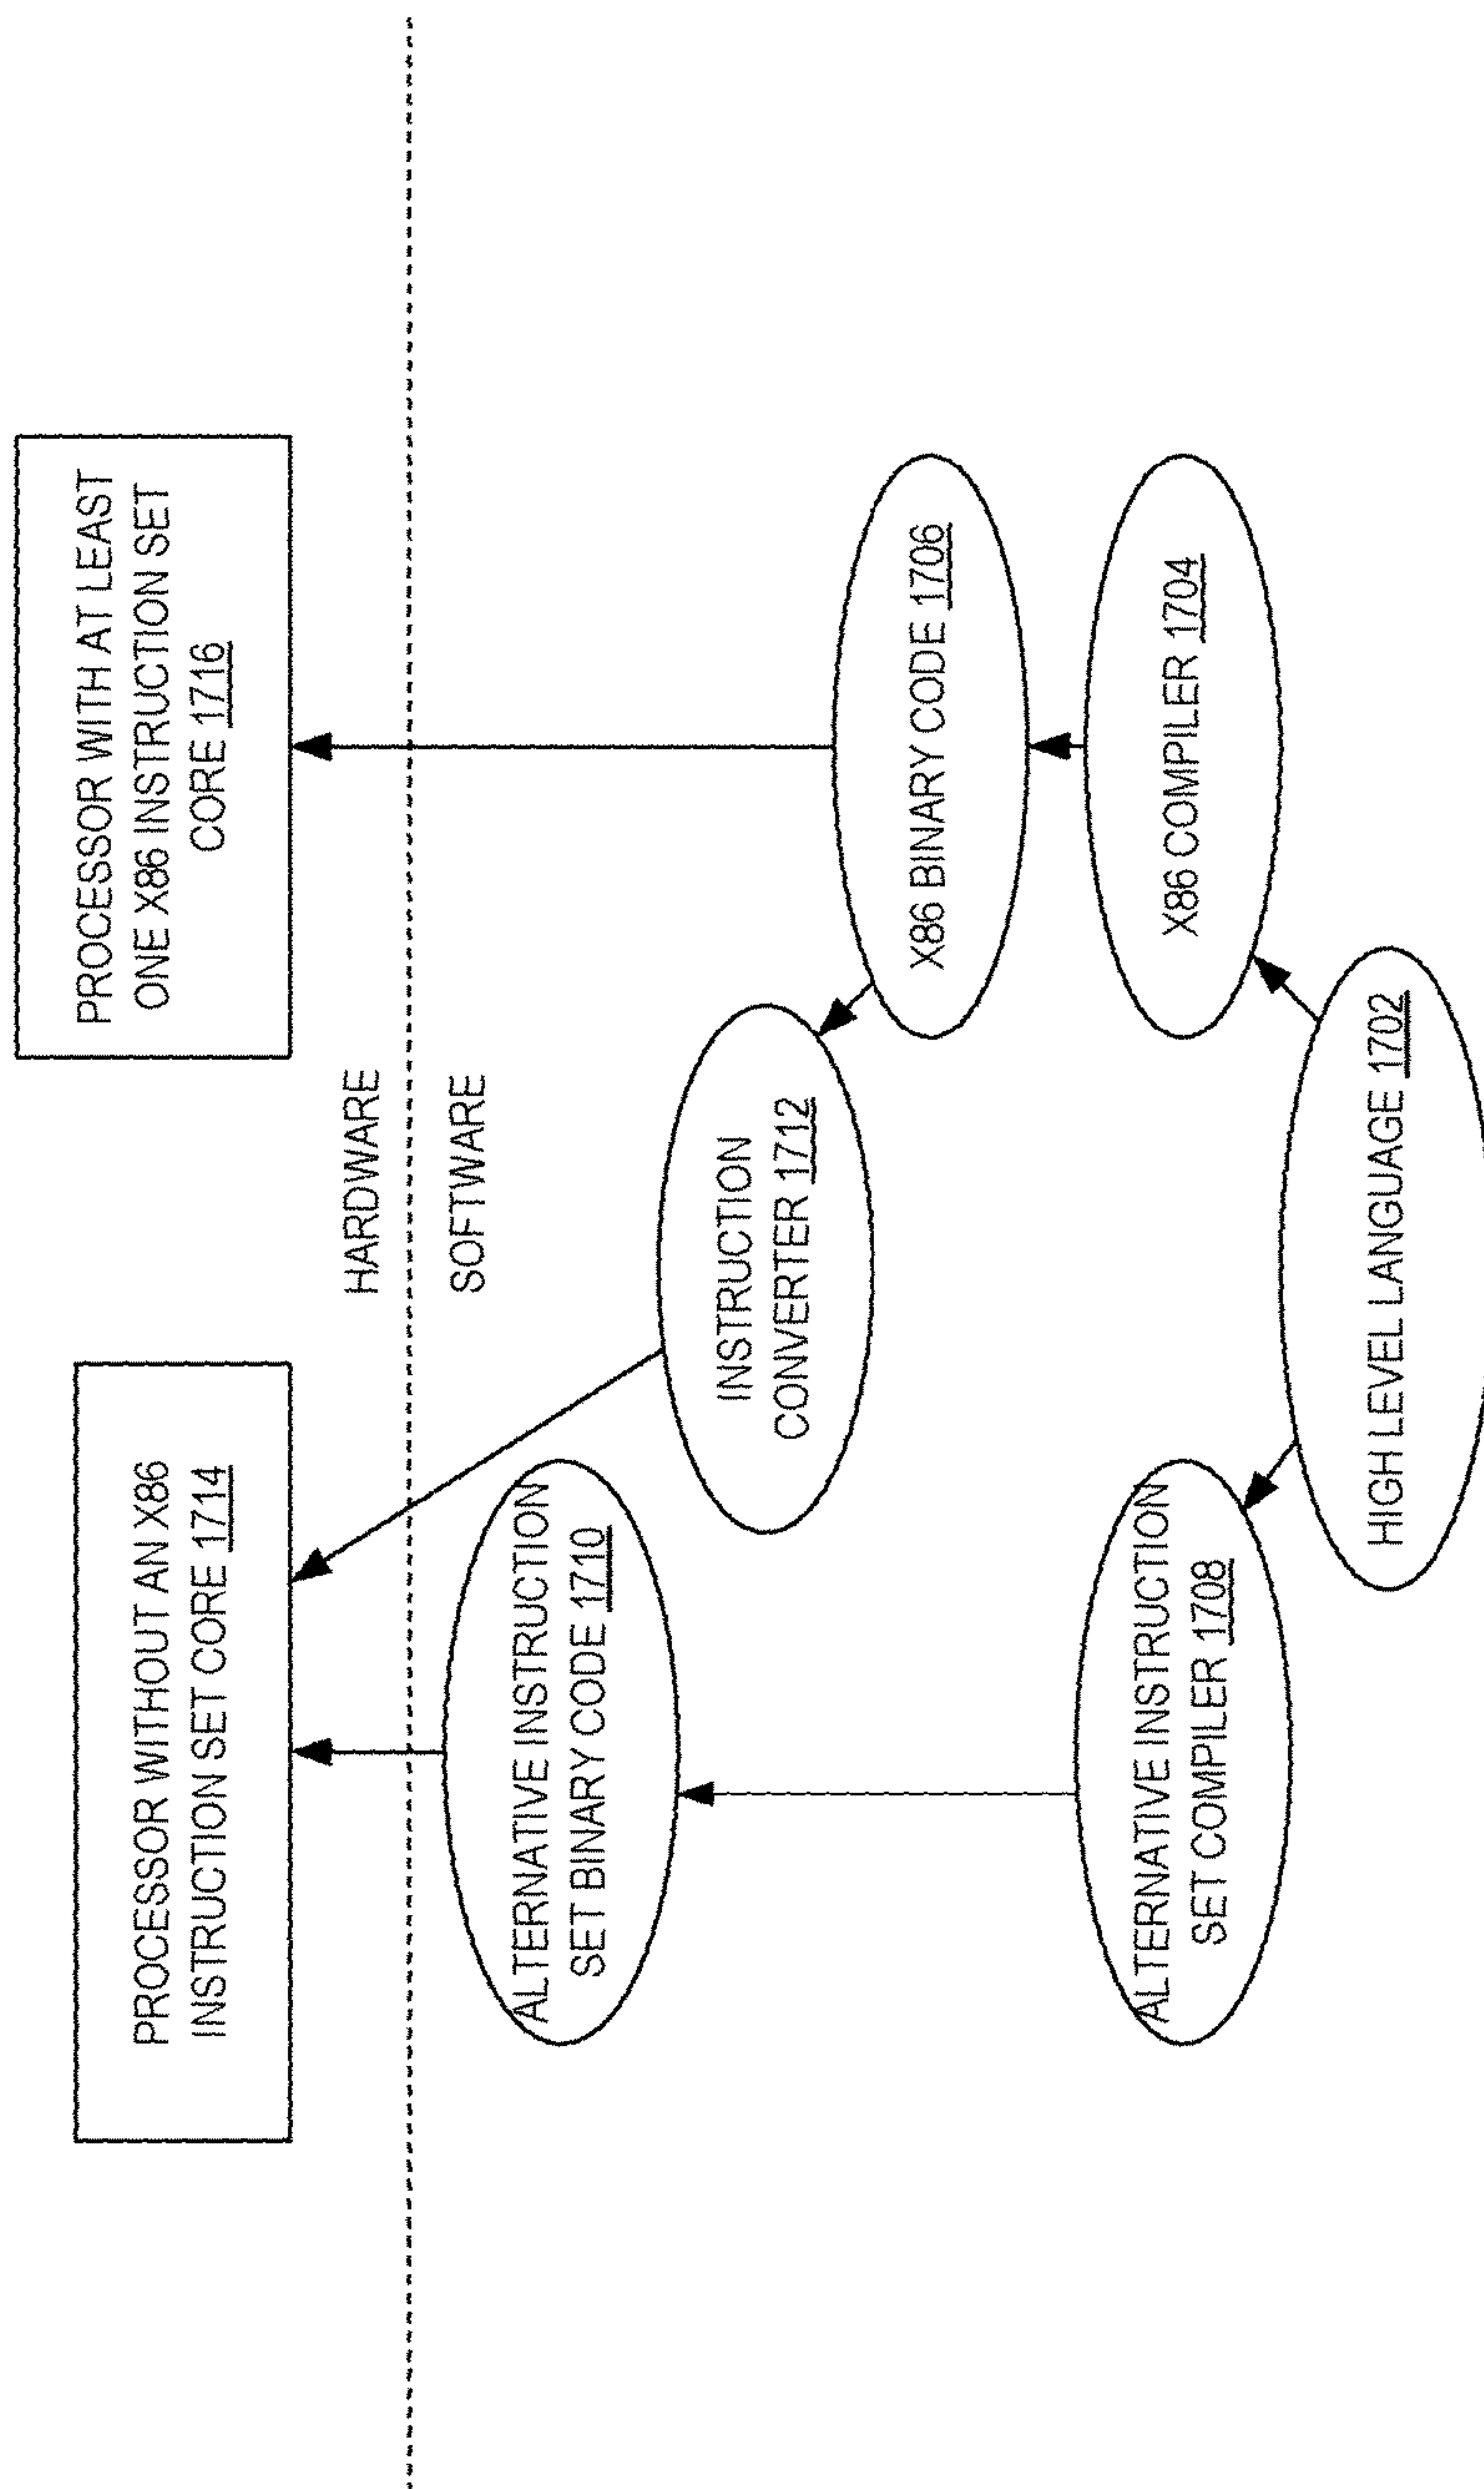 PROCESSOR WITHOUT AN X86
INSTRUCTION SET CORE 1714
PROCESSOR WITH AT LEAST
ONE X86 INSTRUCTION SET
CORE 1716
HARDWARE
SOFTWARE
ALTERNATIVE INSTRUCTION
SET BINARY CODE 1710
INSTRUCTION
CONVERTER 1712
X86 BINARY CODE 1706
ALTERNATIVE INSTRUCTION
SET COMPILER 1708
X86 COMPILER 1704
HIGH LEVEL LANGUAGE 1702